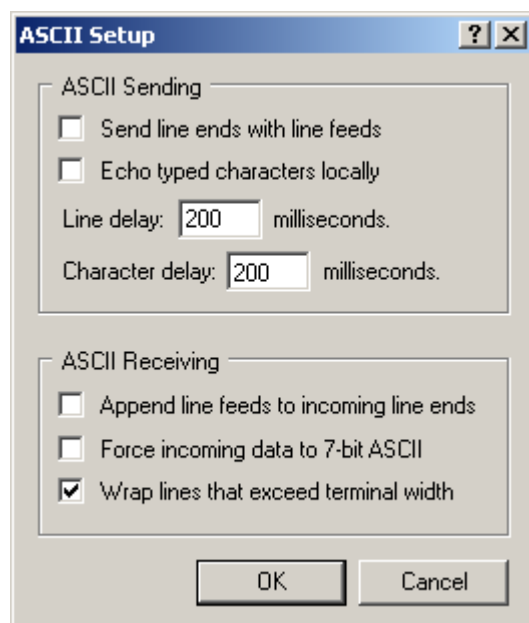 ASCII Setup
ASCII Sending
Send line ends with line feeds
Echo typed characters locally
Line delay: 200 milliseconds.
Character delay: 200 milliseconds.
ASCII Receiving
Append line feeds to incoming line ends
Force incoming data to 7-bit ASCII
Wrap lines that exceed terminal width
OK Cancel